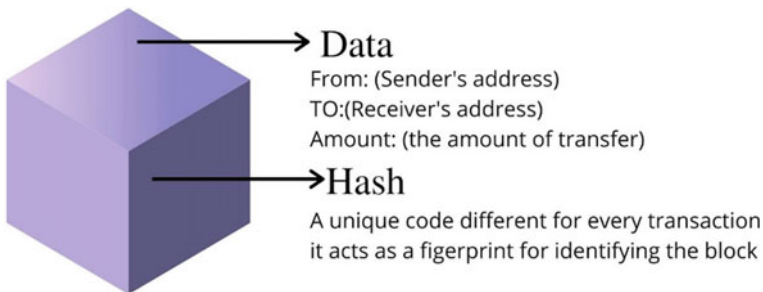 Data
From: (Sender's address)
TO:(Receiver's address)
Amount: (the amount of transfer)
Hash
A unique code different for every transaction
it acts as a figerprint for identifying the block